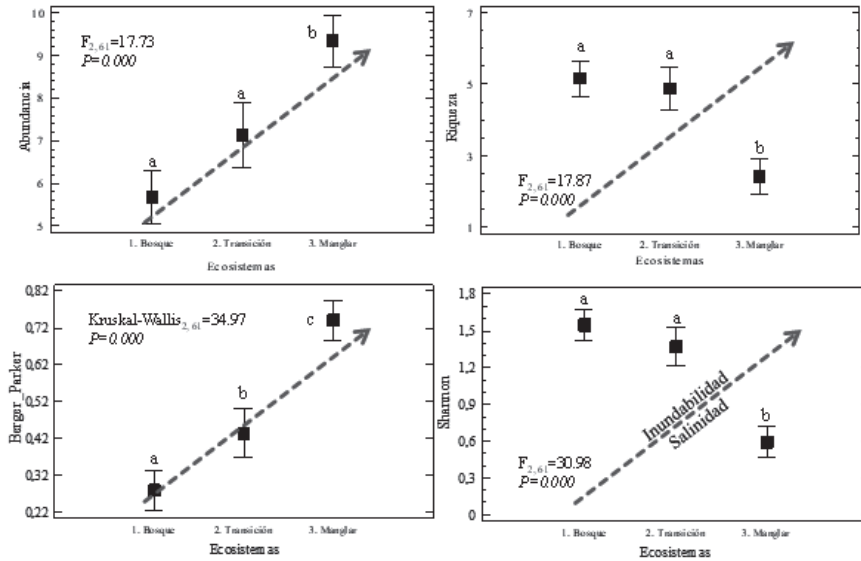 Abundancia
10
9
8
7
6
5
F2,61=17.73
P=0.000
a
a
b
1. Bosque 2. Transición 3. Manglar
Ecosistemas
Riqueza
7
5
3
1
a
a
b
F2,61=17.87
P=0.000
1. Bosque 2. Transición 3. Manglar
Ecosistemas
Berger_Parker
0,82
0,72
0,62
0,52
0,42
0,32
0,22
Kruskal-Wallis2,61=34.97
P=0.000
a
b
c
1. Bosque 2. Transición 3. Manglar
Ecosistemas
Shannon
1,8
1,5
1,2
0,9
0,6
0,3
0
a
a
b
Inundabilidad
Salinidad
F2,61=30.98
P=0.000
1. Bosque 2. Transición 3. Manglar
Ecosistemas